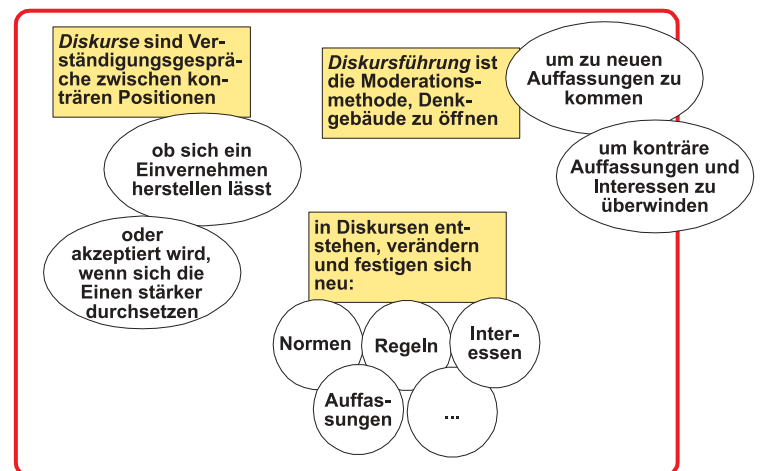 Diskurse sind Ver-
ständigungsgesprä-
che zwischen kon-
trären Positionen
ob sich ein
Einvernehmen
herstellen lässt
oder
akzeptiert wird,
wenn sich die
Einen stärker
durchsetzen
Diskursführung ist
die Moderations-
methode, Denk-
gebäude zu öffnen
um zu neuen
Auffassungen zu
kommen
um konträre
Auffassungen und
Interessen zu
überwinden
in Diskursen ent-
stehen, verändern
und festigen sich
neu:
Normen
Regeln
Inter-
essen
Auffas-
sungen
...